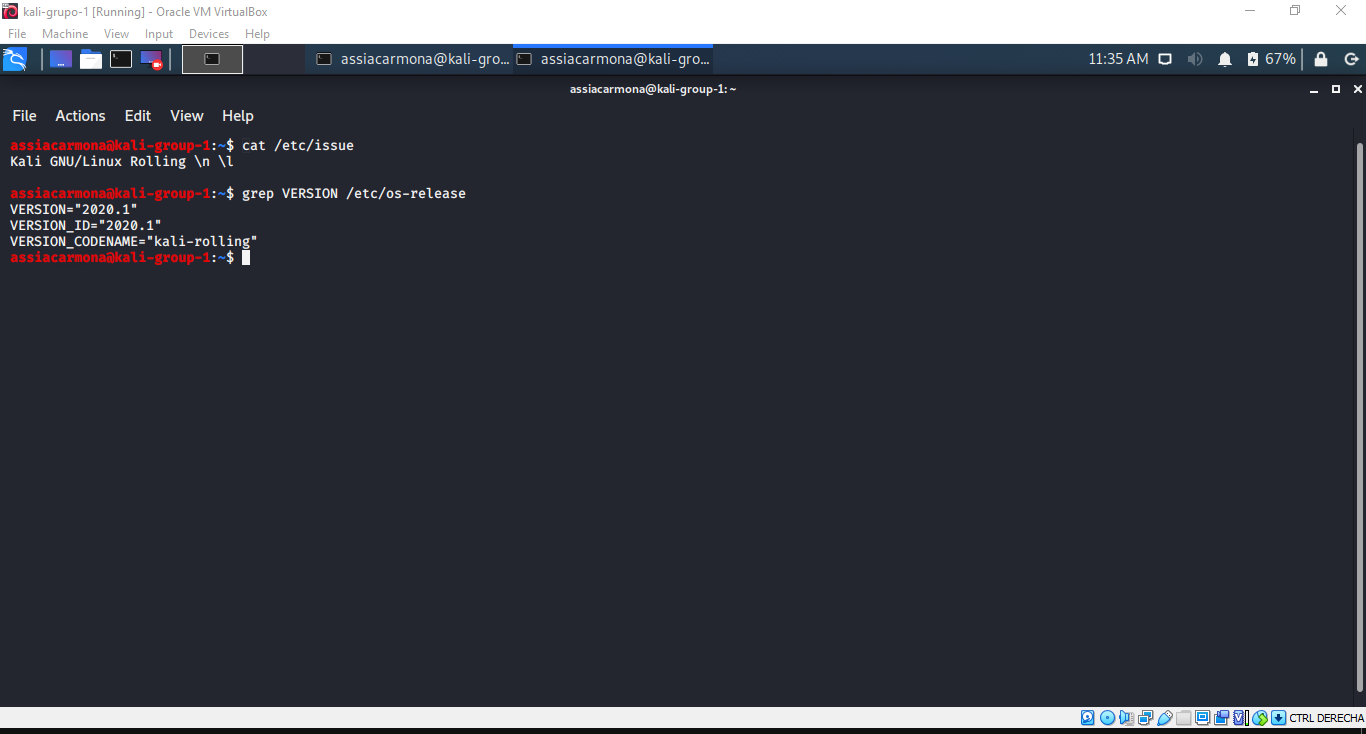 kali-grupo-1 [Running] - Oracle VM VirtualBox
File Machine View Input Devices Help
assiacarmona@kali-gro... assiacarmona@kali-gro... 11:35 AM 67%
assiacarmona@kali-group-1: ~
File Actions Edit View Help
assiacarmona@kali-group-1:~$ cat /etc/issue
Kali GNU/Linux Rolling \n \l
assiacarmona@kali-group-1:~$ grep VERSION /etc/os-release
VERSION="2020.1"
VERSION_ID="2020.1"
VERSION_CODENAME="kali-rolling"
assiacarmona@kali-group-1:~$
CTRL DERECHA